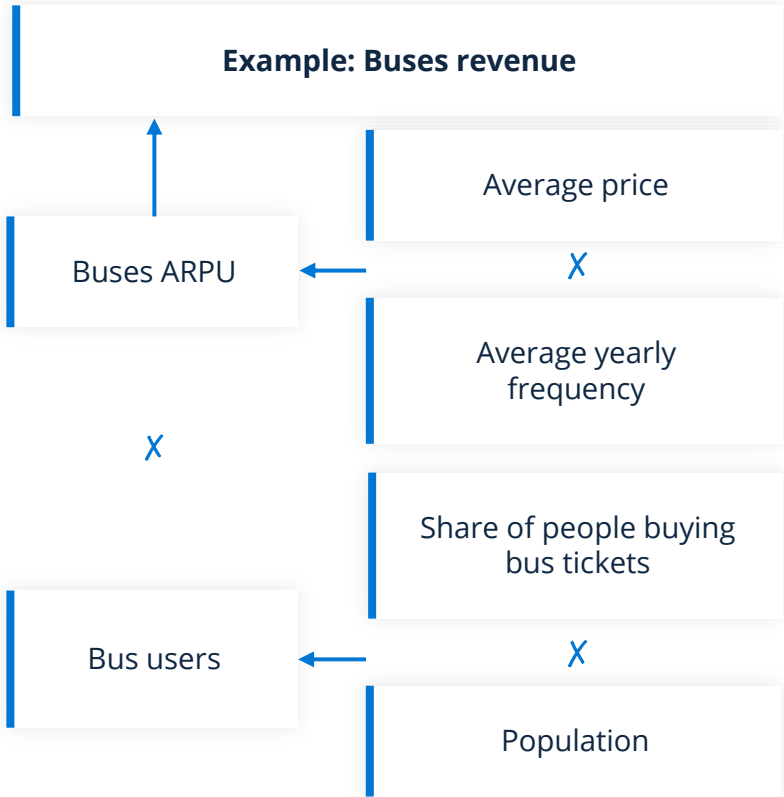 Example: Buses revenue
Average price
Buses ARPU
✗
Average yearly
frequency
✗
Share of people buying
bus tickets
Bus users
✗
Population